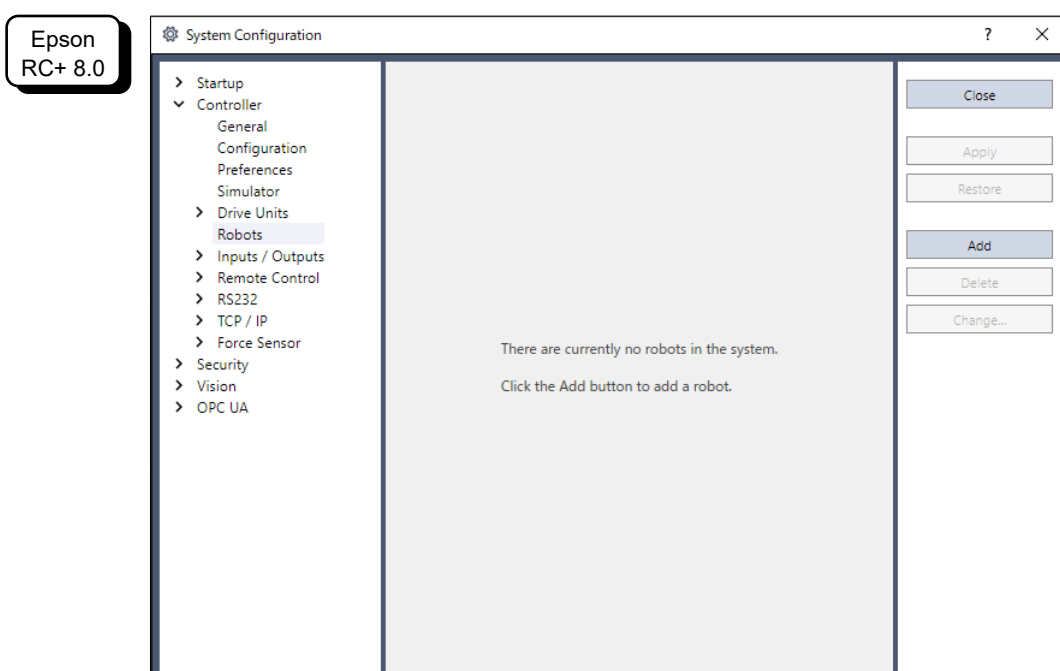 Epson
RC+ 8.0
System Configuration
?
Startup
Controller
General
Configuration
Preferences
Simulator
Drive Units
Robots
Inputs / Outputs
Remote Control
RS232
TCP / IP
Force Sensor
Security
Vision
OPC UA
There are currently no robots in the system.
Click the Add button to add a robot.
Close
Apply
Restore
Add
Delete
Change...